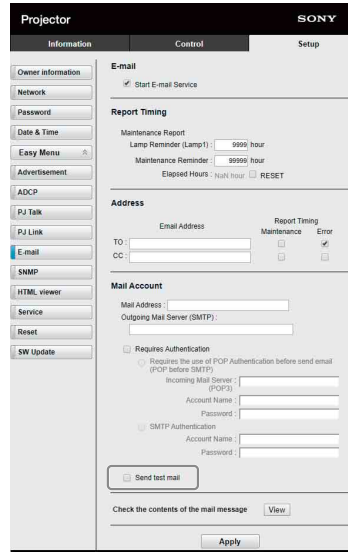 Projector
SONY
Information
Control
Setup
Owner information
Network
Password
Date & Time
Easy Menu
Advertisement
ADCP
PJ Talk
PJ Link
E-mail
SNMP
HTML viewer
Service
Reset
SW Update
E-mail
Start E-mail Service
Report Timing
Maintenance Report
Lamp Reminder (Lamp1) : 9999 hour
Maintenance Reminder : 99999 hour
Elapsed Hours : NaN hour RESET
Address
Email Address
Report Timing
Maintenance Error
TO :
CC :
Mail Account
Mail Address :
Outgoing Mail Server (SMTP) :
Requires Authentication
Requires the use of POP Authentication before send email
(POP before SMTP)
Incoming Mail Server :
(POP3)
Account Name :
Password :
SMTP Authentication
Account Name :
Password :
Send test mail
Check the contents of the mail message View
Apply